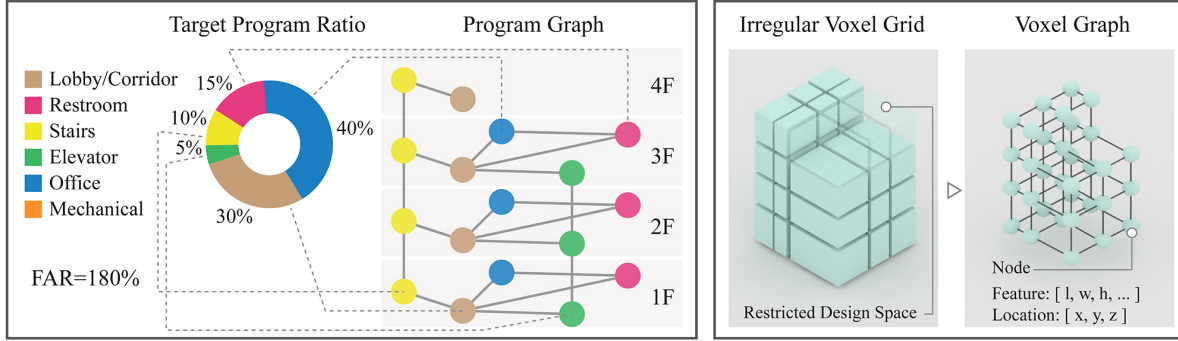 Target Program Ratio
Program Graph
Lobby/Corridor
Restroom
Stairs
Elevator
Office
Mechanical
15%
10%
5%
40%
30%
FAR=180%
4F
3F
2F
1F
Irregular Voxel Grid
Voxel Graph
Restricted Design Space
Node
Feature: [ l, w, h, ... ]
Location: [ x, y, z ]